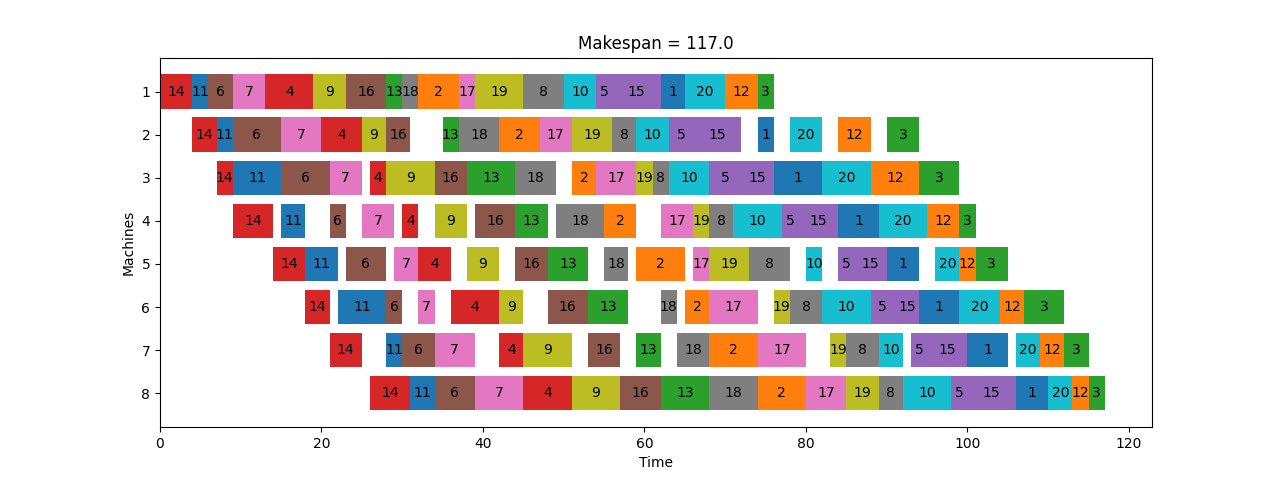 Makespan = 117.0
1 14 11 6 7 4 9 16 13 18 2 17 19 8 10 5 15 1 20 12 3
2 14 11 6 7 4 9 16 13 18 2 17 19 8 10 5 15 1 20 12 3
3 14 11 6 7 4 9 16 13 18 2 17 19 8 10 5 15 1 20 12 3
4 14 11 6 7 4 9 16 13 18 2 17 19 8 10 5 15 1 20 12 3
5 14 11 6 7 4 9 16 13 18 2 17 19 8 10 5 15 1 20 12 3
6 14 11 6 7 4 9 16 13 18 2 17 19 8 10 5 15 1 20 12 3
7 14 11 6 7 4 9 16 13 18 2 17 19 8 10 5 15 1 20 12 3
8 14 11 6 7 4 9 16 13 18 2 17 19 8 10 5 15 1 20 12 3
Machines
0 20 40 60 80 100 120
Time